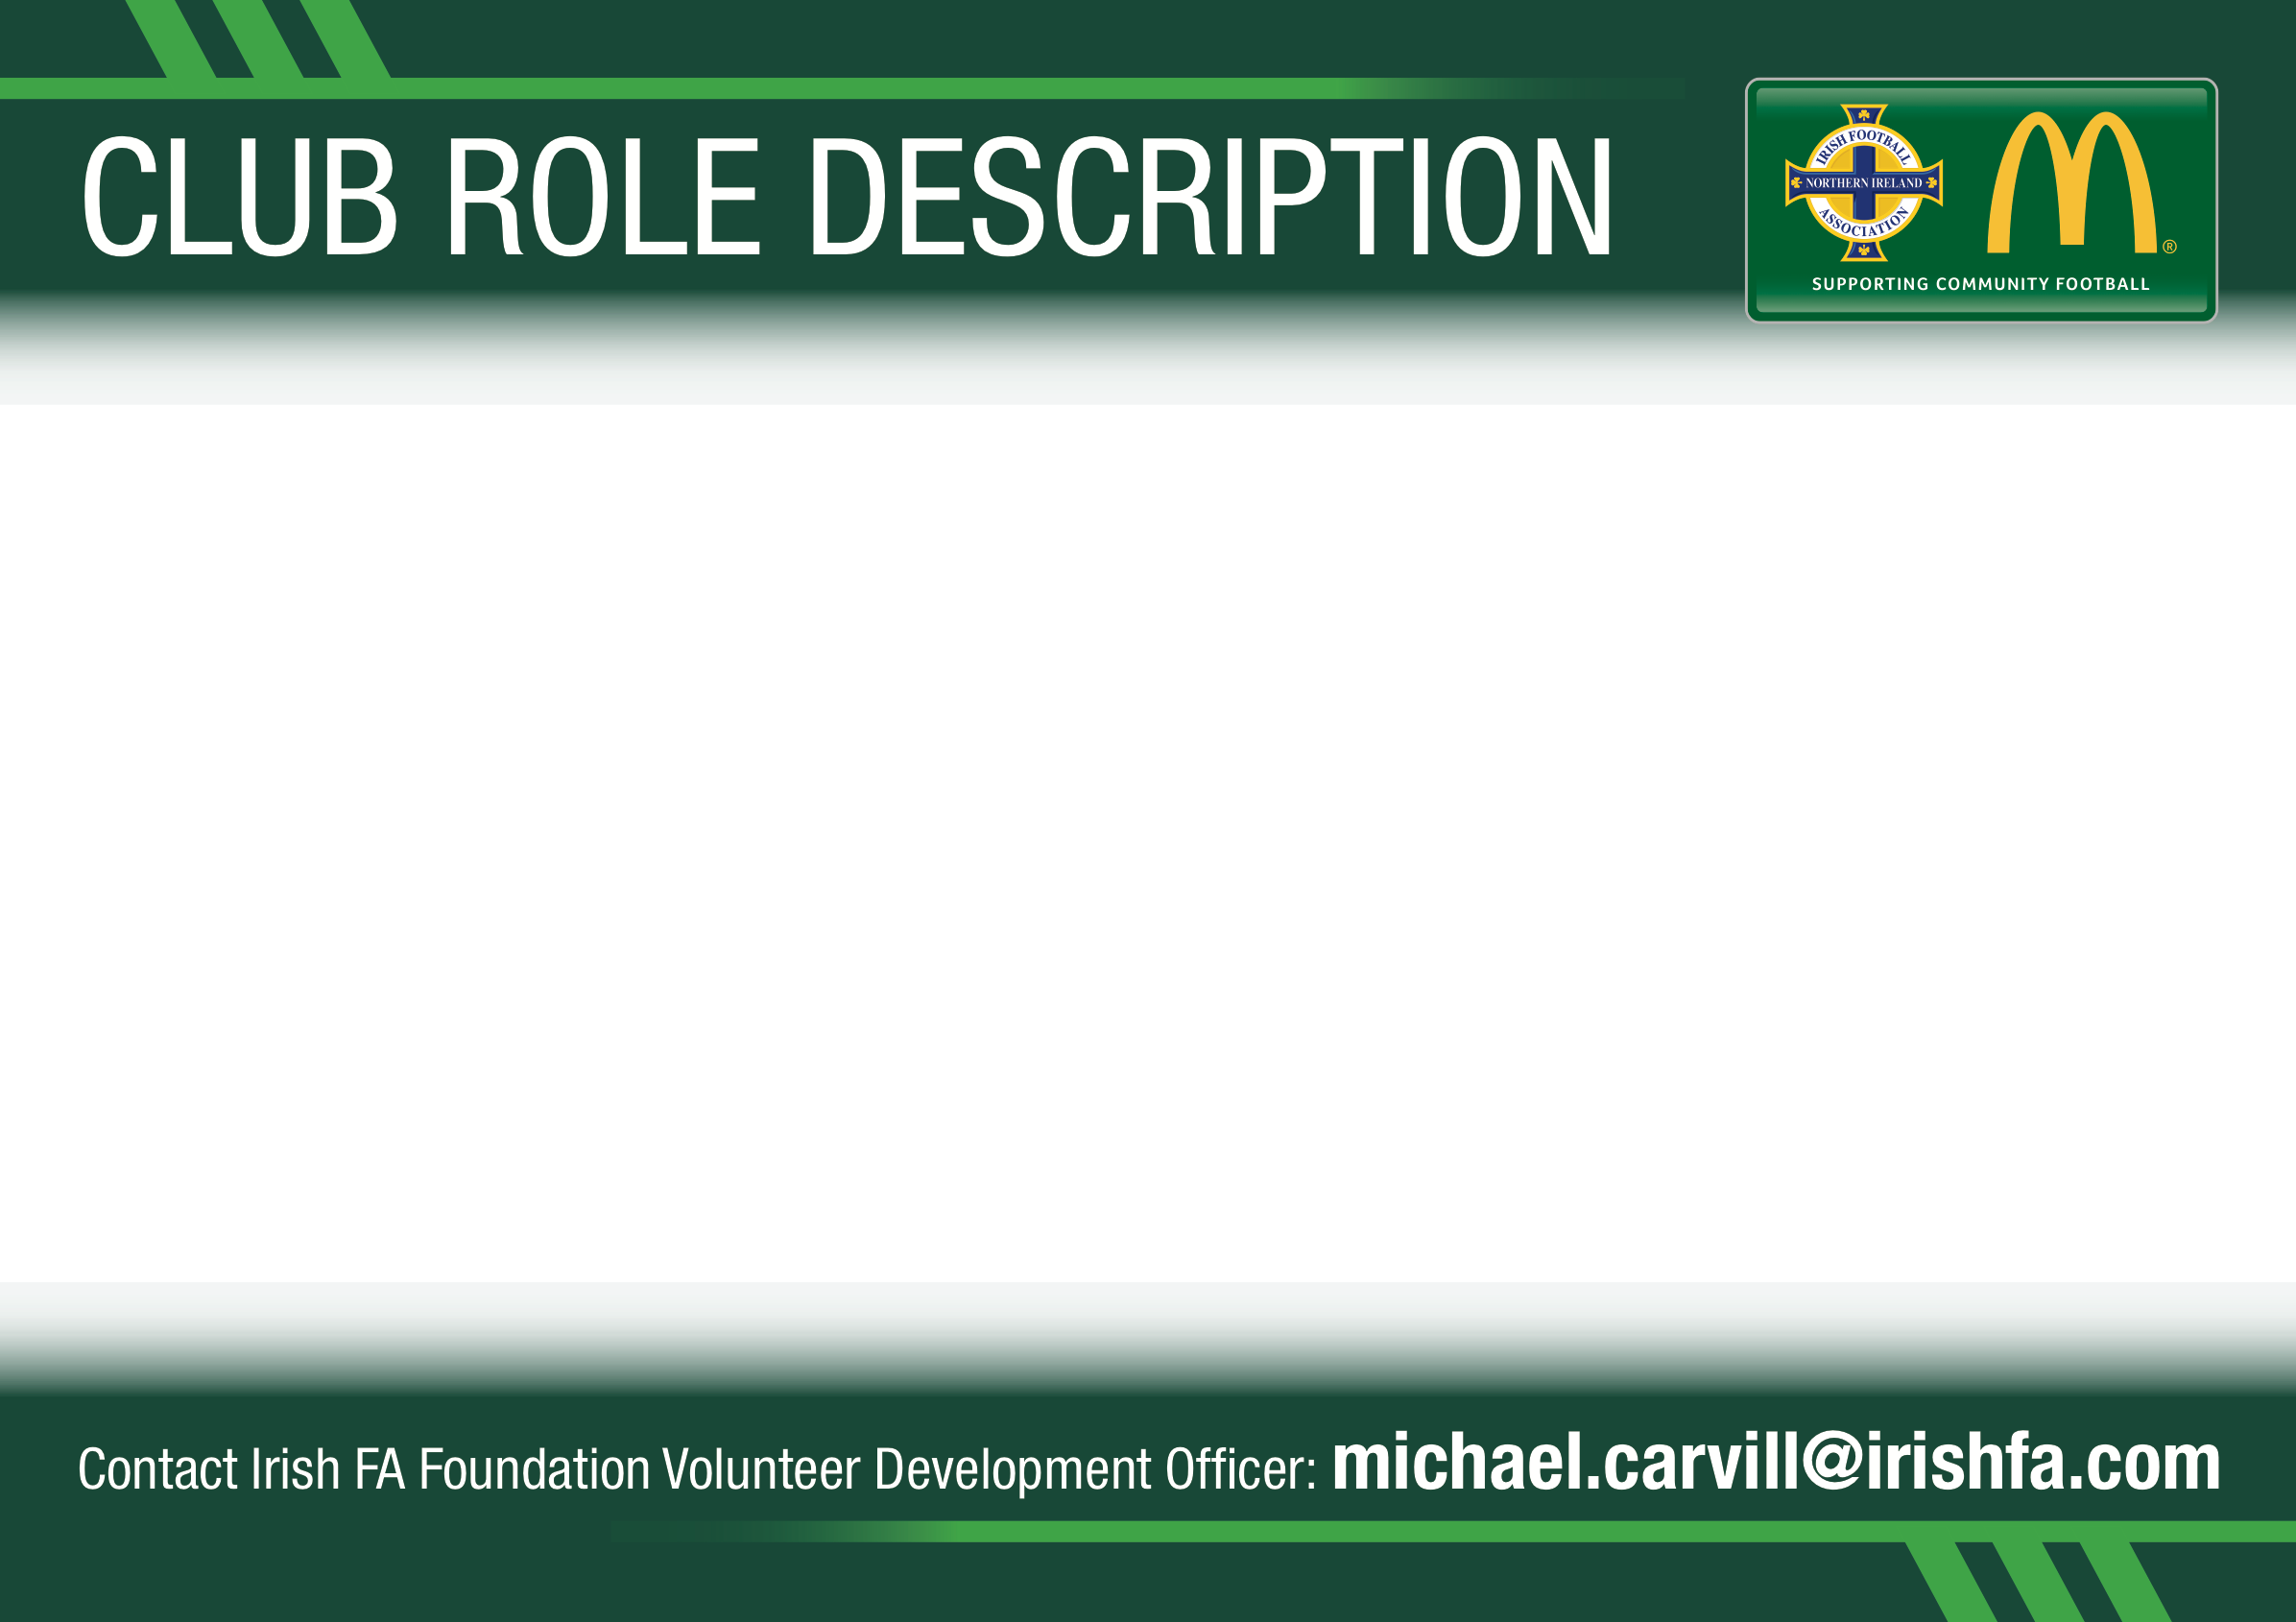 CLUB ROLE DESCRIPTION
IRISH FOOTBALL
NORTHERN IRELAND
ASSOCIATION
®
SUPPORTING COMMUNITY FOOTBALL
Contact Irish FA Foundation Volunteer Development Officer: michael.carvill@irishfa.com